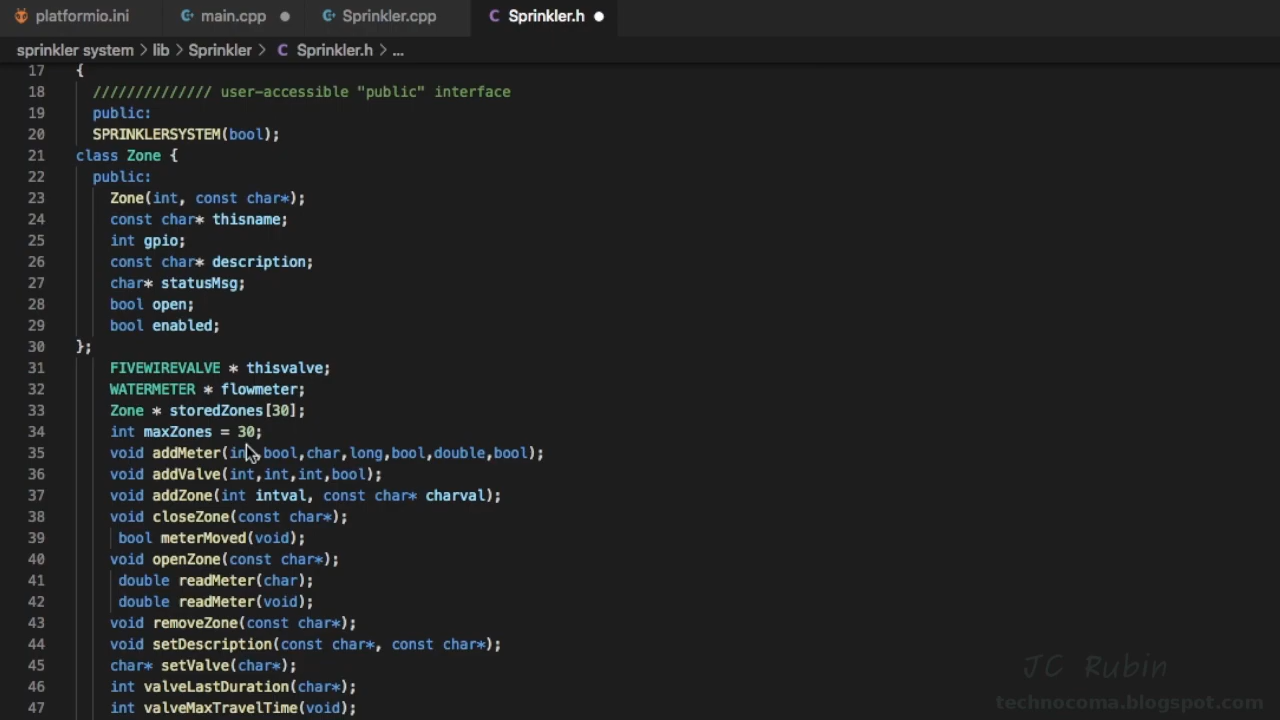 platformio.ini main.cpp Sprinkler.cpp C Sprinkler.h
sprinkler system > lib > Sprinkler > C Sprinkler.h > ...
17 {
18 ////////////// user-accessible "public" interface
19 public:
20 SPRINKLERSYSTEM(bool);
21 class Zone {
22 public:
23 Zone(int, const char*);
24 const char* thisname;
25 int gpio;
26 const char* description;
27 char* statusMsg;
28 bool open;
29 bool enabled;
30 };
31 FIVEWIREVALVE * thisvalve;
32 WATERMETER * flowmeter;
33 Zone * storedZones[30];
34 int maxZones = 30;
35 void addMeter(int,bool,char,long,bool,double,bool);
36 void addValve(int,int,int,bool);
37 void addZone(int intval, const char* charval);
38 void closeZone(const char*);
39 bool meterMoved(void);
40 void openZone(const char*);
41 double readMeter(char);
42 double readMeter(void);
43 void removeZone(const char*);
44 void setDescription(const char*, const char*);
45 char* setValve(char*);
46 int valveLastDuration(char*);
47 int valveMaxTravelTime(void);
JC Rubin
technocoma.blogspot.com